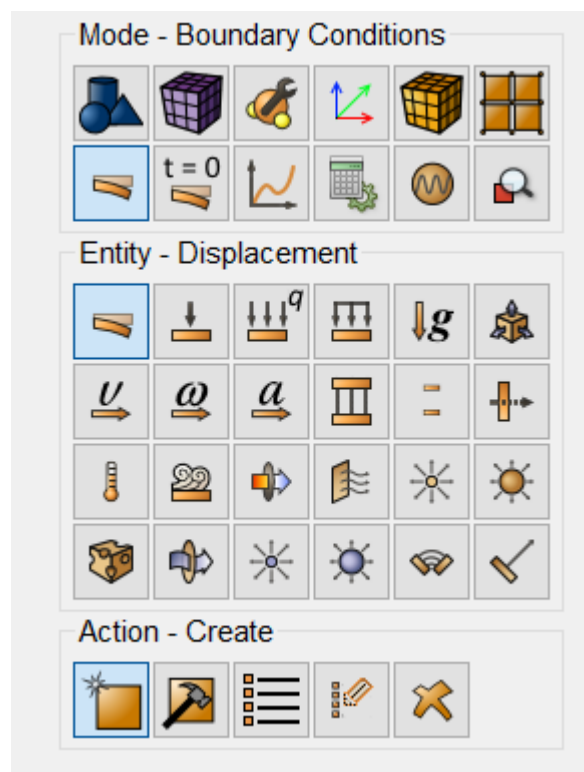 Mode - Boundary Conditions
t = 0
Entity - Displacement
q
g
υ ω a
Action - Create